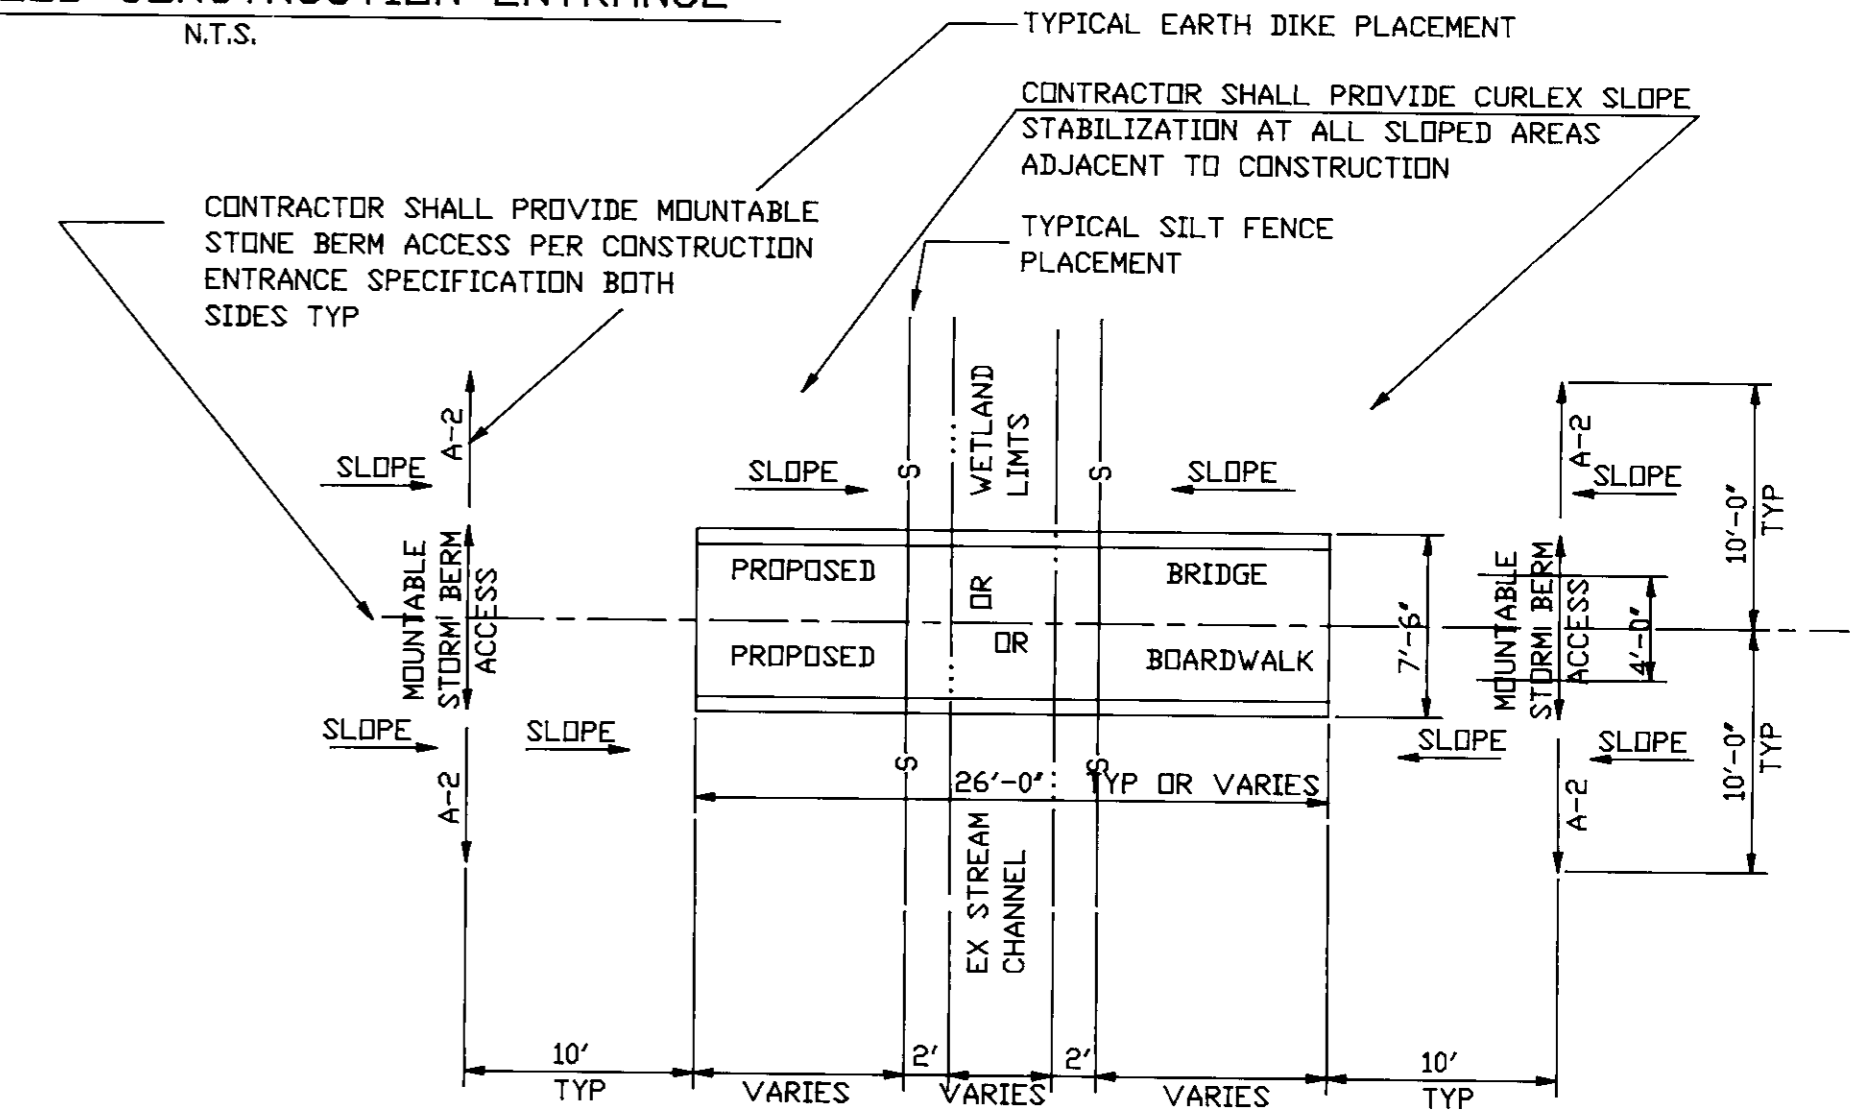 CONSTRUCTION ENTRANCE
N.T.S.
TYPICAL EARTH DIKE PLACEMENT
CONTRACTOR SHALL PROVIDE CURLEX SLOPE
STABILIZATION AT ALL SLOPED AREAS
ADJACENT TO CONSTRUCTION
CONTRACTOR SHALL PROVIDE MOUNTABLE
STONE BERM ACCESS PER CONSTRUCTION
ENTRANCE SPECIFICATION BOTH
SIDES TYP
TYPICAL SILT FENCE
PLACEMENT
A-2
SLOPE
SLOPE
S
WETLAND
LIMTS
S
SLOPE
A-2
SLOPE
10'-0"
TYP
MOUNTABLE
STORM BERM
ACCESS
PROPOSED
OR
BRIDGE
PROPOSED
OR
BOARDWALK
7'-6"
MOUNTABLE
STORM BERM
ACCESS
4'-0"
SLOPE
SLOPE
SLOPE
SLOPE
10'-0"
TYP
A-2
S
S
26'-0" TYP OR VARIES
A-2
EX STREAM
CHANNEL
10'
TYP
VARIES
2'
VARIES
2'
VARIES
10'
TYP